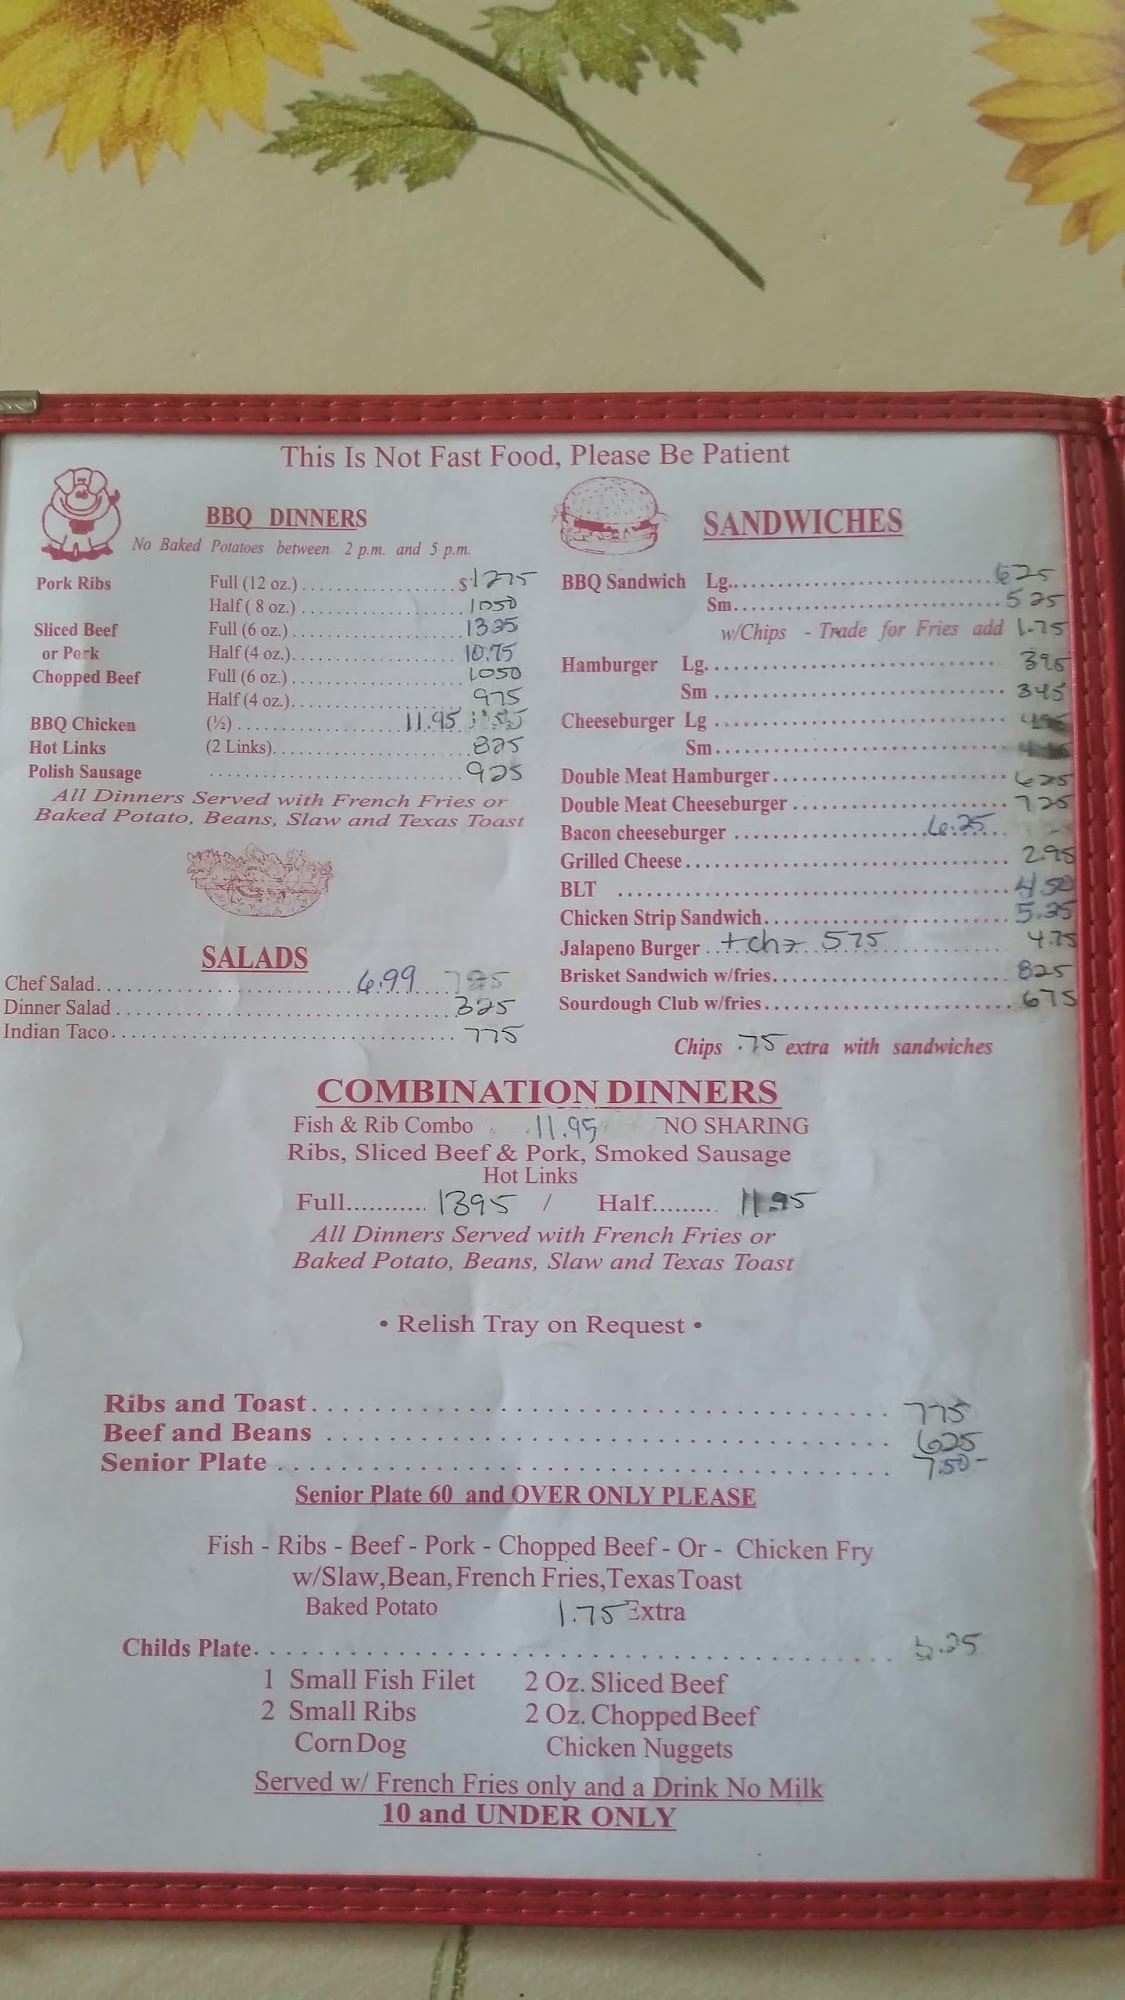 This Is Not Fast Food, Please Be Patient
BBQ DINNERS
No Baked Potatoes between 2 p.m. and 5 p.m.
Pork Ribs Full (12 oz.) $ 1275
Half ( 8 oz.) 1050
Sliced Beef Full (6 oz.) 1325
or Pork Half (4 oz.) 10.75
Chopped Beef Full (6 oz.) 1050
Half (4 oz.) 975
BBQ Chicken (½) 11.95
Hot Links (2 Links) 825
Polish Sausage 925
All Dinners Served with French Fries or
Baked Potato, Beans, Slaw and Texas Toast
SALADS
Chef Salad 6.99
Dinner Salad 325
Indian Taco 775
SANDWICHES
BBQ Sandwich Lg. 625
Sm. 525
w/Chips - Trade for Fries add 1.75
Hamburger Lg. 395
Sm 345
Cheeseburger Lg
Sm
Double Meat Hamburger 625
Double Meat Cheeseburger 725
Bacon cheeseburger 6.25
Grilled Cheese 2.95
BLT 450
Chicken Strip Sandwich 5.25
Jalapeno Burger + chz 575 4.75
Brisket Sandwich w/fries 825
Sourdough Club w/fries 675
Chips .75 extra with sandwiches
COMBINATION DINNERS
Fish & Rib Combo 11.95 NO SHARING
Ribs, Sliced Beef & Pork, Smoked Sausage
Hot Links
Full........... 1395 / Half......... 11.95
All Dinners Served with French Fries or
Baked Potato, Beans, Slaw and Texas Toast
• Relish Tray on Request •
Ribs and Toast 775
Beef and Beans 625
Senior Plate 7.50
Senior Plate 60 and OVER ONLY PLEASE
Fish - Ribs - Beef - Pork - Chopped Beef - Or - Chicken Fry
w/Slaw,Bean,French Fries,Texas Toast
Baked Potato 1.75 Extra
Childs Plate
1 Small Fish Filet 2 Oz. Sliced Beef
2 Small Ribs 2 Oz. Chopped Beef
Corn Dog Chicken Nuggets
Served w/ French Fries only and a Drink No Milk
10 and UNDER ONLY